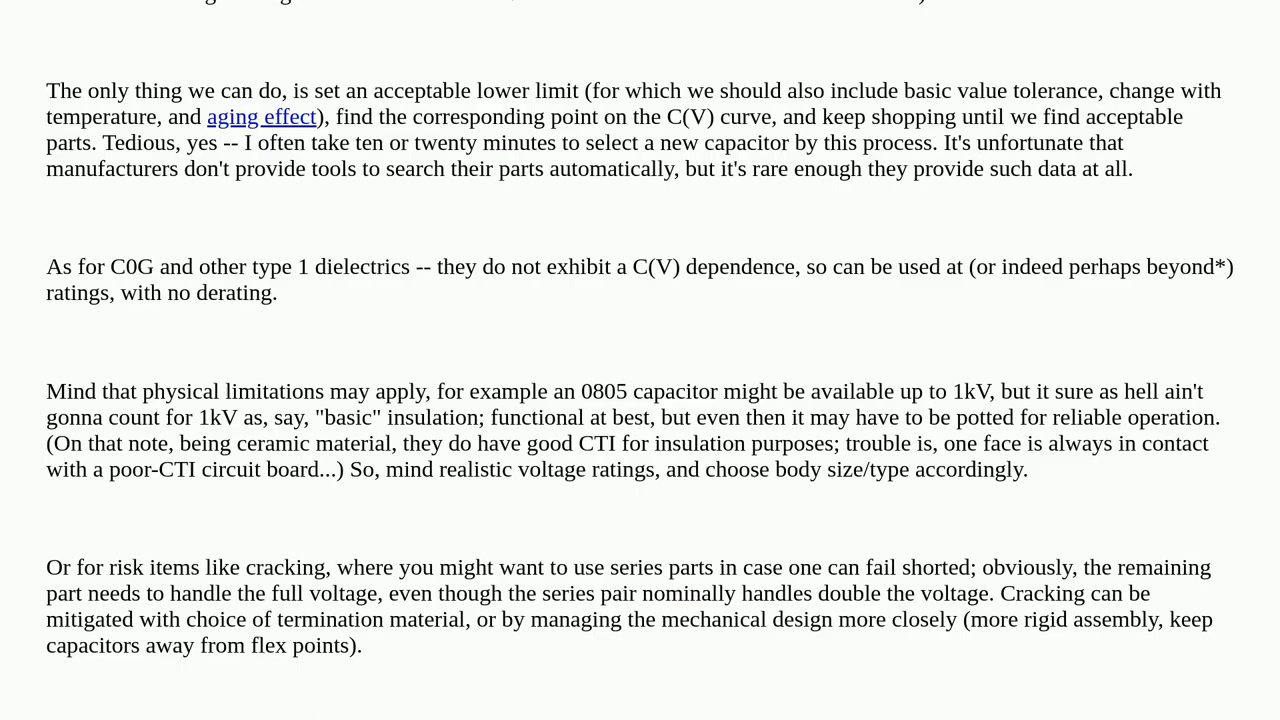 The only thing we can do, is set an acceptable lower limit (for which we should also include basic value tolerance, change with
temperature, and aging effect), find the corresponding point on the C(V) curve, and keep shopping until we find acceptable
parts. Tedious, yes -- I often take ten or twenty minutes to select a new capacitor by this process. It's unfortunate that
manufacturers don't provide tools to search their parts automatically, but it's rare enough they provide such data at all.
As for C0G and other type 1 dielectrics -- they do not exhibit a C(V) dependence, so can be used at (or indeed perhaps beyond*)
ratings, with no derating.
Mind that physical limitations may apply, for example an 0805 capacitor might be available up to 1kV, but it sure as hell ain't
gonna count for 1kV as, say, "basic" insulation; functional at best, but even then it may have to be potted for reliable operation.
(On that note, being ceramic material, they do have good CTI for insulation purposes; trouble is, one face is always in contact
with a poor-CTI circuit board...) So, mind realistic voltage ratings, and choose body size/type accordingly.
Or for risk items like cracking, where you might want to use series parts in case one can fail shorted; obviously, the remaining
part needs to handle the full voltage, even though the series pair nominally handles double the voltage. Cracking can be
mitigated with choice of termination material, or by managing the mechanical design more closely (more rigid assembly, keep
capacitors away from flex points).